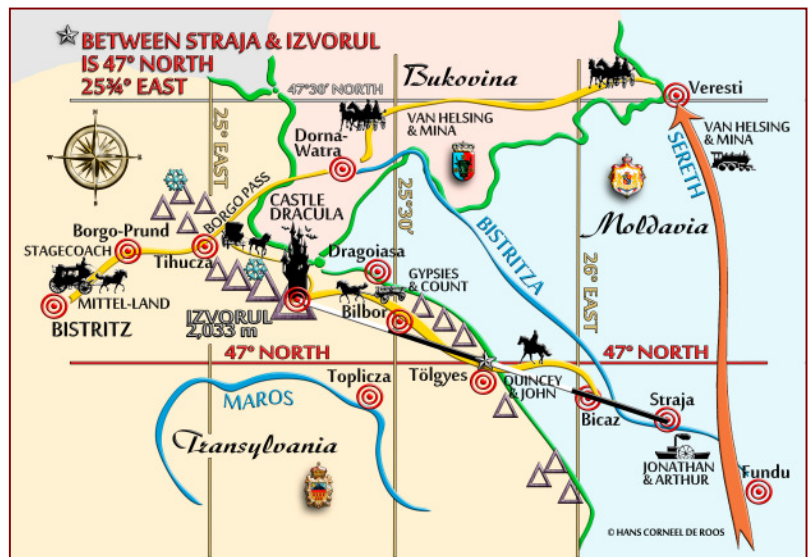 BETWEEN STRAJA & IZVORUL
IS 47° NORTH
25¾° EAST
47°30' NORTH
Bukovina
Veresti
VAN HELSING
& MINA
VAN HELSING
& MINA
SERETH
25° EAST
Dorna-
Watra
BORGO PASS
CASTLE
DRACULA
25°30'
BISTRITZA
Moldavia
26° EAST
Borgo-Prund
STAGECOACH
Tihucza
Dragoiasa
GYPSIES
& COUNT
MITTEL-LAND
BISTRITZ
IZVORUL
2,033 m
Bilbor
47° NORTH
47° NORTH
Toplicza
Tölgyes
QUINCEY
& JOHN
Bicaz
Straja
MAROS
Transylvania
JONATHAN
& ARTHUR
Fundu
© HANS CORNEEL DE ROOS